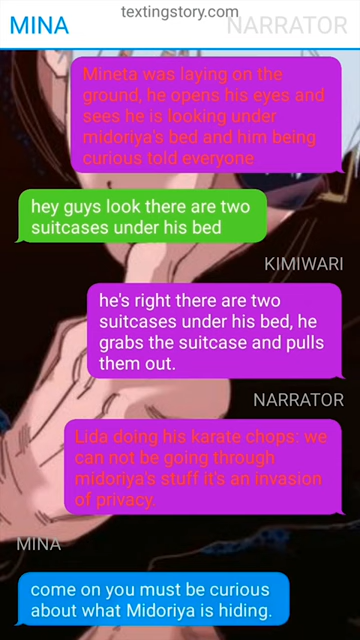 textingstory.com
MINA NARRATOR
Mineta was laying on the
ground, he opens his eyes and
sees he is looking under
midoriya's bed and him being
curious told everyone
hey guys look there are two
suitcases under his bed
KIMIWARI
he's right there are two
suitcases under his bed, he
grabs the suitcase and pulls
them out.
NARRATOR
Lida doing his karate chops: we
can not be going through
midoriya's stuff it's an invasion
of privacy.
MINA
come on you must be curious
about what Midoriya is hiding.